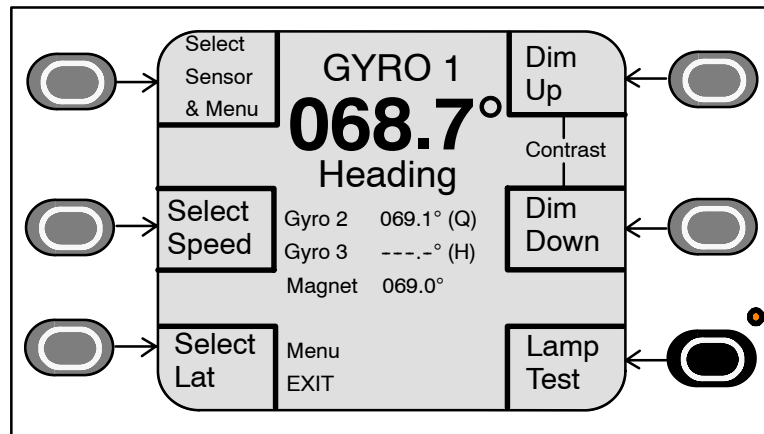 Select
Sensor
& Menu
GYRO 1
068.7°
Heading
Dim
Up
Contrast
Select
Speed
Gyro 2 069.1° (Q)
Gyro 3 ---.-° (H)
Magnet 069.0°
Dim
Down
Select
Lat
Menu
EXIT
Lamp
Test